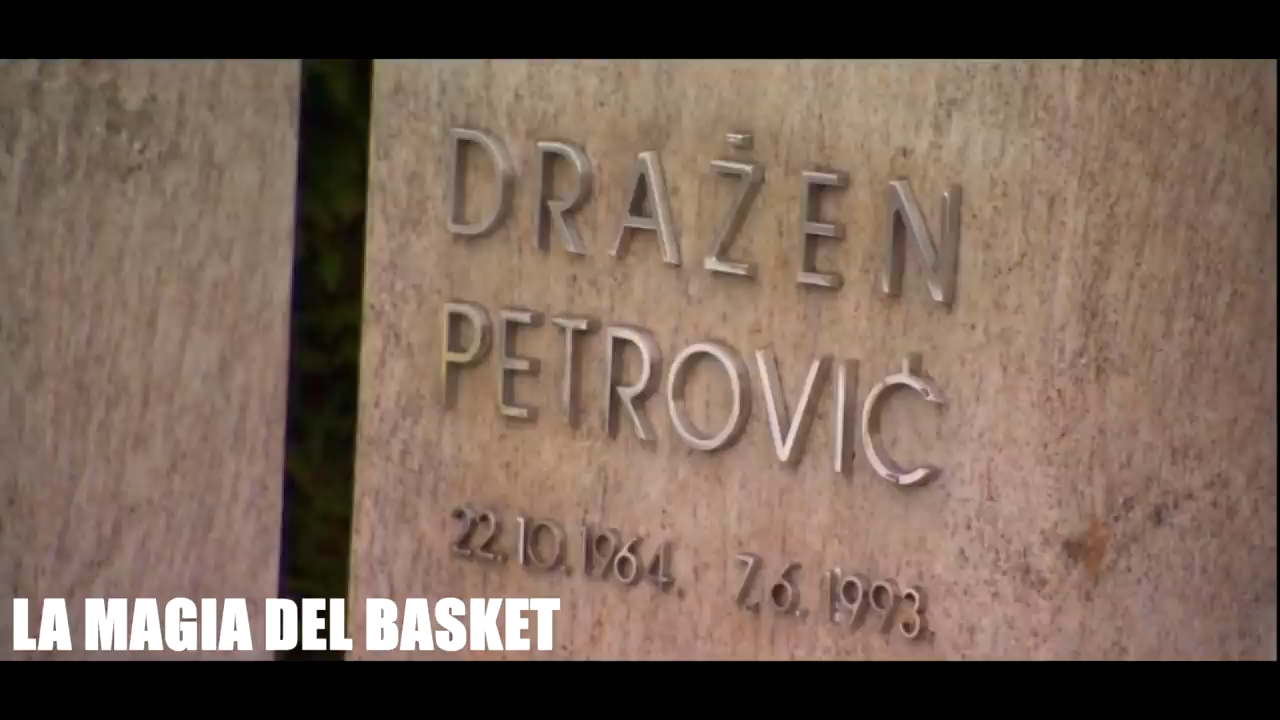 DRAŽEN
PETROVIĆ
22.10.1964. 7.6.1993.
LA MAGIA DEL BASKET